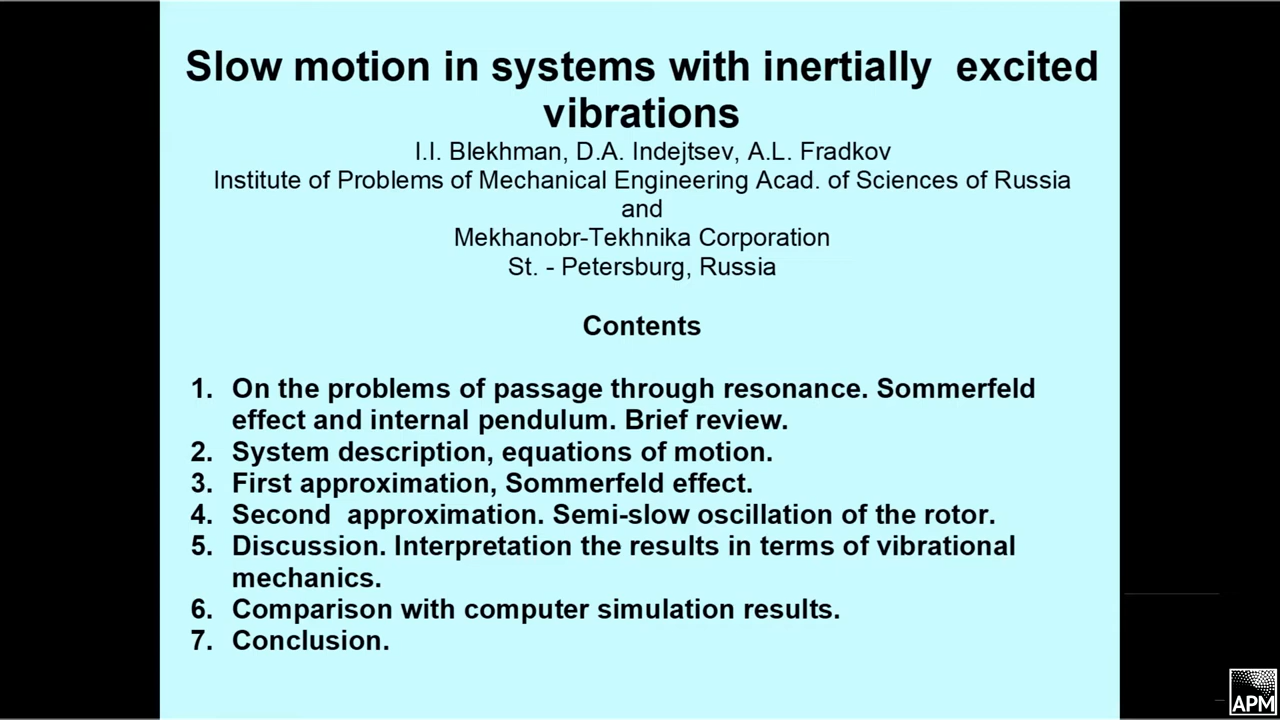 Slow motion in systems with inertially excited
vibrations
I.I. Blekhman, D.A. Indejtsev, A.L. Fradkov
Institute of Problems of Mechanical Engineering Acad. of Sciences of Russia
and
Mekhanobr-Tekhnika Corporation
St. - Petersburg, Russia
Contents
1. On the problems of passage through resonance. Sommerfeld
effect and internal pendulum. Brief review.
2. System description, equations of motion.
3. First approximation, Sommerfeld effect.
4. Second approximation. Semi-slow oscillation of the rotor.
5. Discussion. Interpretation the results in terms of vibrational
mechanics.
6. Comparison with computer simulation results.
7. Conclusion.
APM